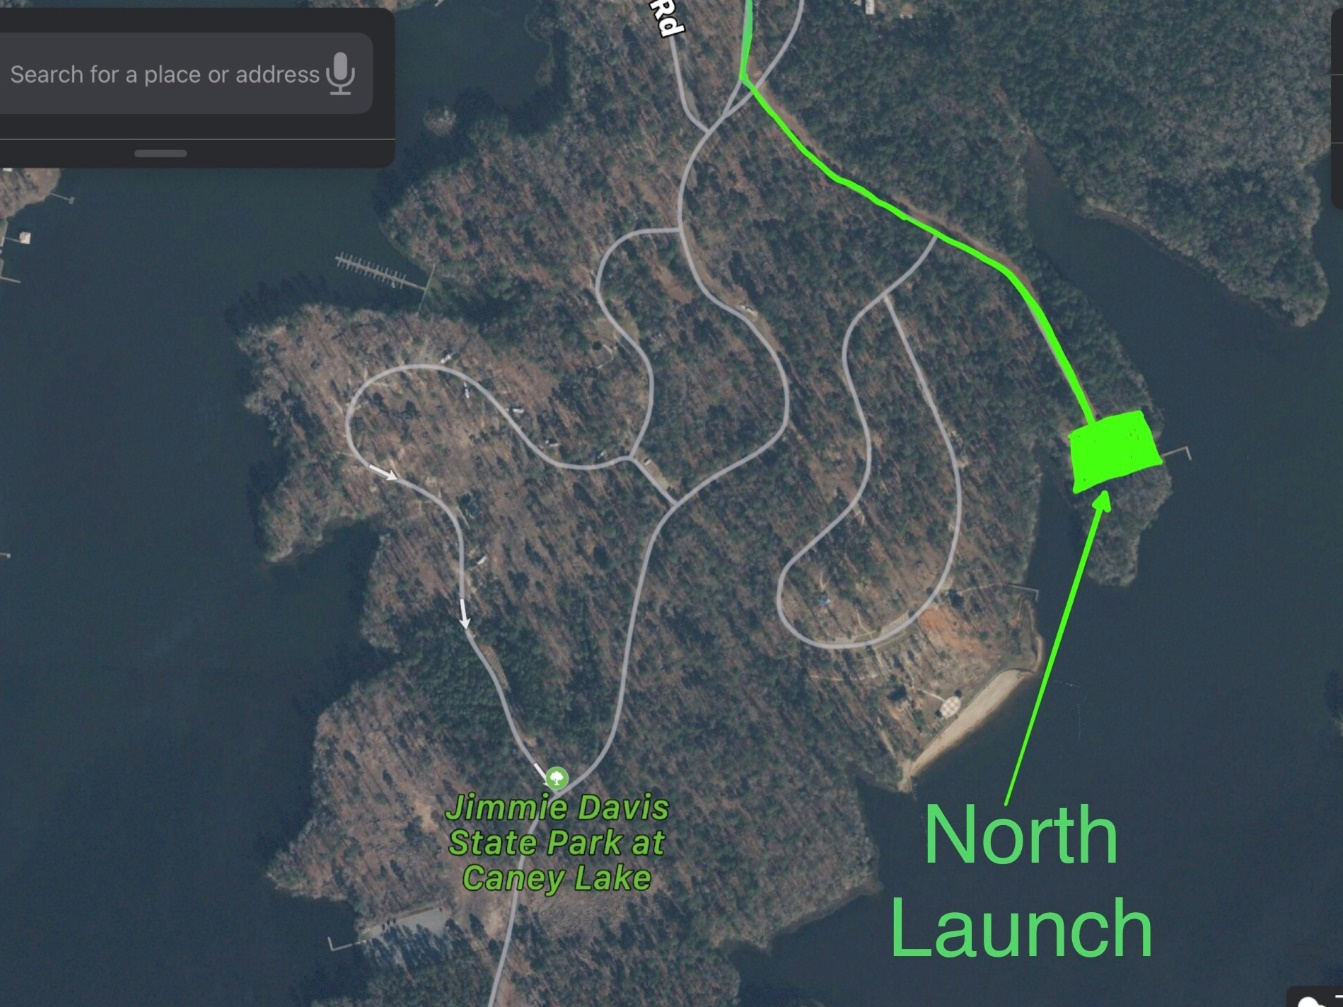 Rd
Search for a place or address
Jimmie Davis
State Park at
Caney Lake
North
Launch